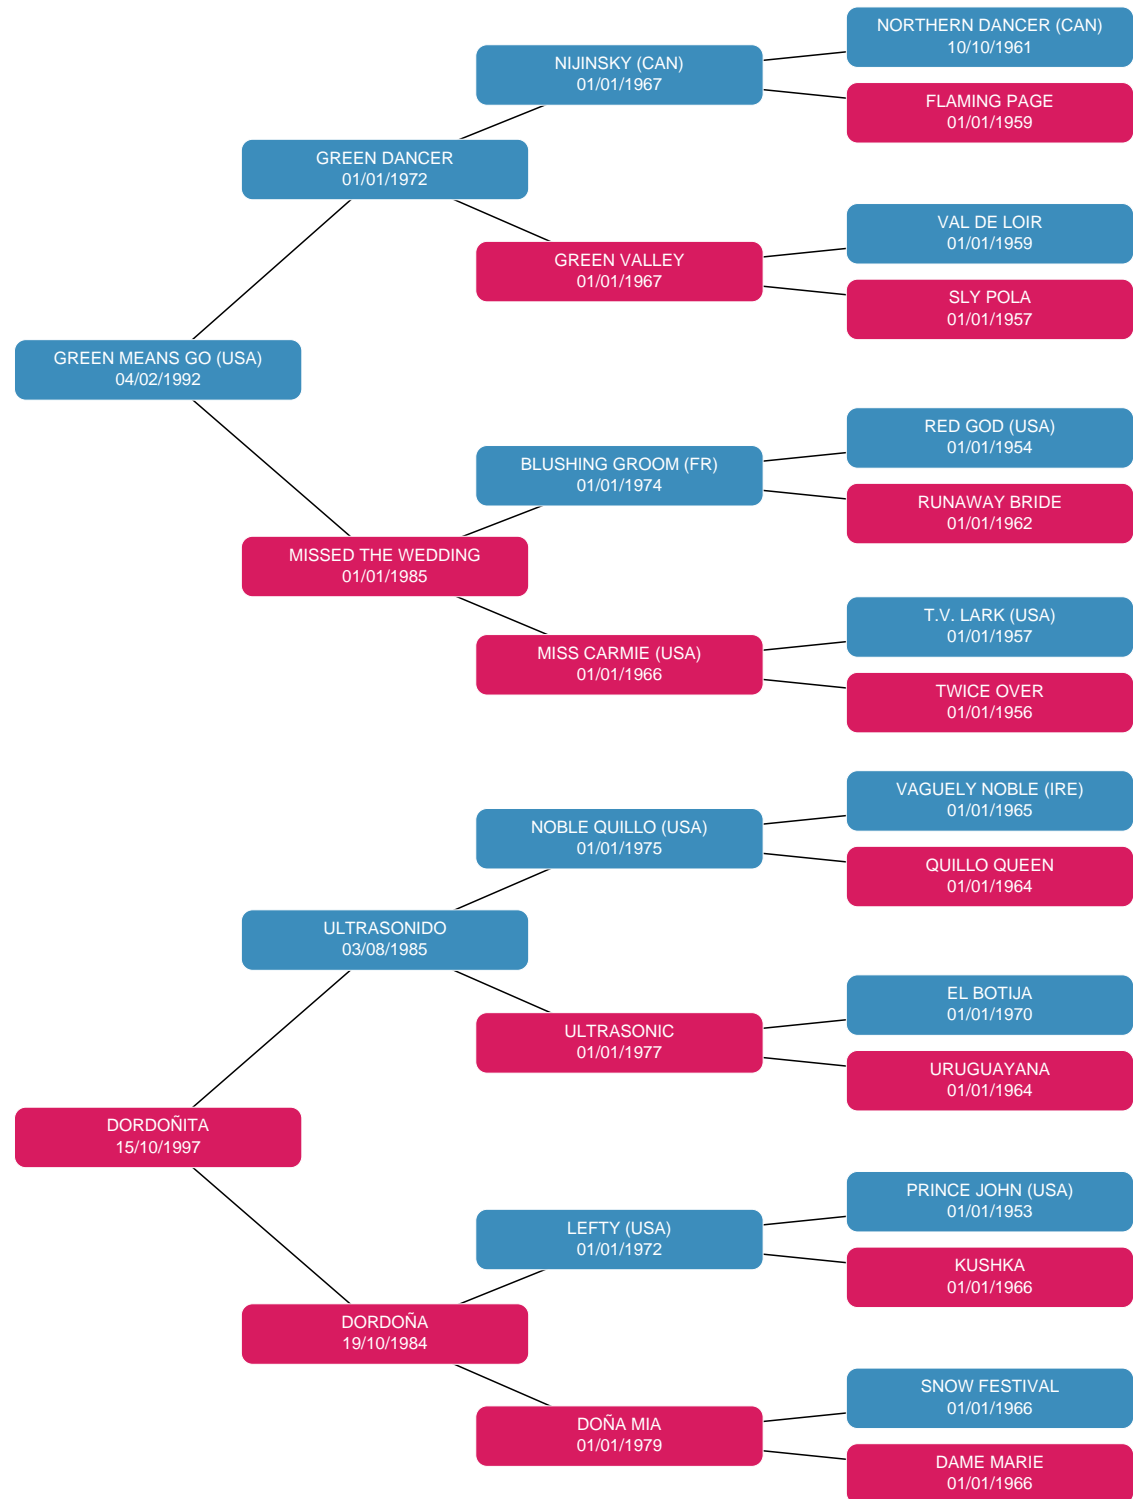 NORTHERN DANCER (CAN)
10/10/1961
NIJINSKY (CAN)
01/01/1967
FLAMING PAGE
01/01/1959
GREEN DANCER
01/01/1972
VAL DE LOIR
01/01/1959
GREEN VALLEY
01/01/1967
SLY POLA
01/01/1957
GREEN MEANS GO (USA)
04/02/1992
RED GOD (USA)
01/01/1954
BLUSHING GROOM (FR)
01/01/1974
RUNAWAY BRIDE
01/01/1962
MISSED THE WEDDING
01/01/1985
T.V. LARK (USA)
01/01/1957
MISS CARMIE (USA)
01/01/1966
TWICE OVER
01/01/1956
VAGUELY NOBLE (IRE)
01/01/1965
NOBLE QUILLO (USA)
01/01/1975
QUILLO QUEEN
01/01/1964
ULTRASONIDO
03/08/1985
EL BOTIJA
01/01/1970
ULTRASONIC
01/01/1977
URUGUAYANA
01/01/1964
DORDOÑITA
15/10/1997
PRINCE JOHN (USA)
01/01/1953
LEFTY (USA)
01/01/1972
KUSHKA
01/01/1966
DORDOÑA
19/10/1984
SNOW FESTIVAL
01/01/1966
DOÑA MIA
01/01/1979
DAME MARIE
01/01/1966